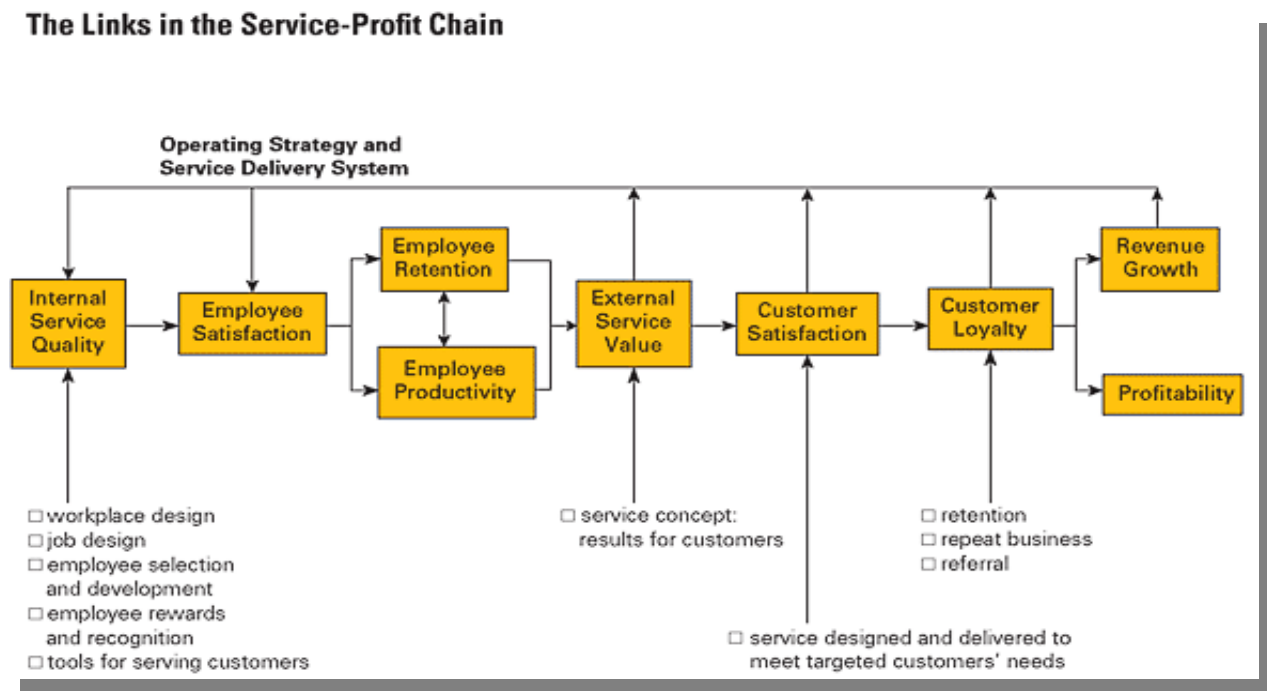 The Links in the Service-Profit Chain
Operating Strategy and
Service Delivery System
Internal
Service
Quality
Employee
Satisfaction
Employee
Retention
Employee
Productivity
External
Service
Value
Customer
Satisfaction
Customer
Loyalty
Revenue
Growth
Profitability
□ workplace design
□ job design
□ employee selection
and development
□ employee rewards
and recognition
□ tools for serving customers
□ service concept:
results for customers
□ service designed and delivered to
meet targeted customers’ needs
□ retention
□ repeat business
□ referral